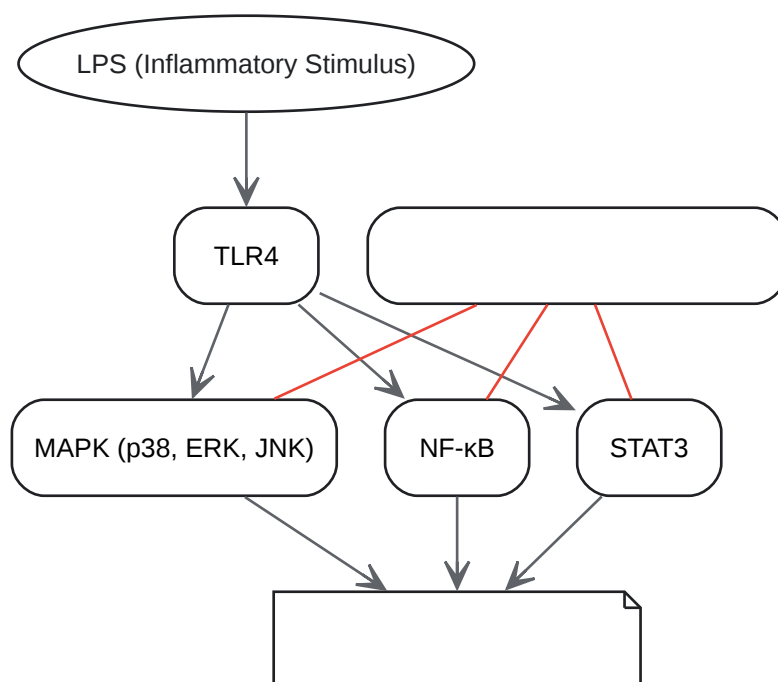 LPS (Inflammatory Stimulus)
TLR4
MAPK (p38, ERK, JNK)
NF-κB
STAT3